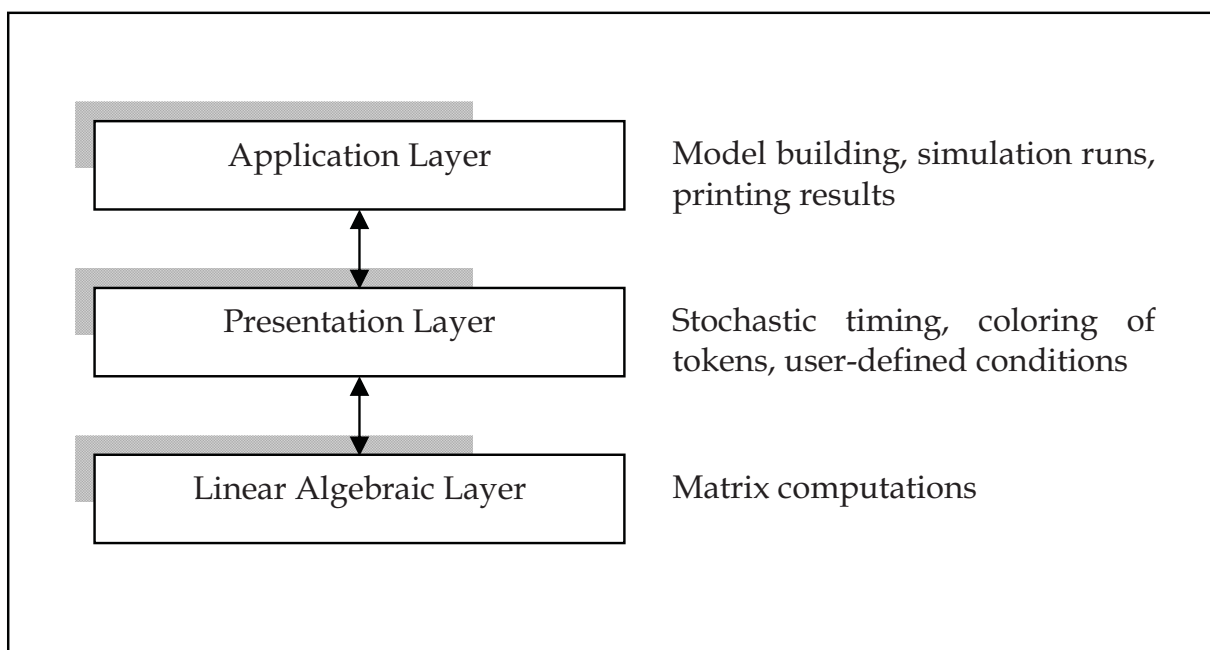 Application Layer
Model building, simulation runs,
printing results
Presentation Layer
Stochastic timing, coloring of
tokens, user-defined conditions
Linear Algebraic Layer
Matrix computations